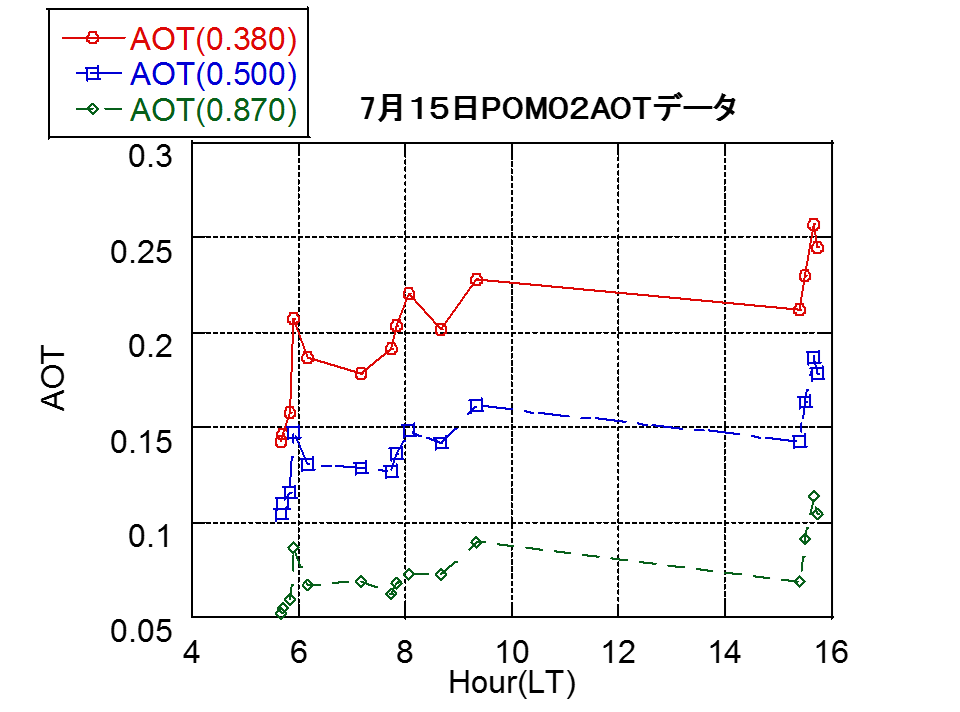 AOT(0.380)
AOT(0.500)
AOT(0.870)
7月15日POM02AOTデータ
0.3
0.25
0.2
0.15
0.1
0.05
AOT
4 6 8 10 12 14 16
Hour(LT)